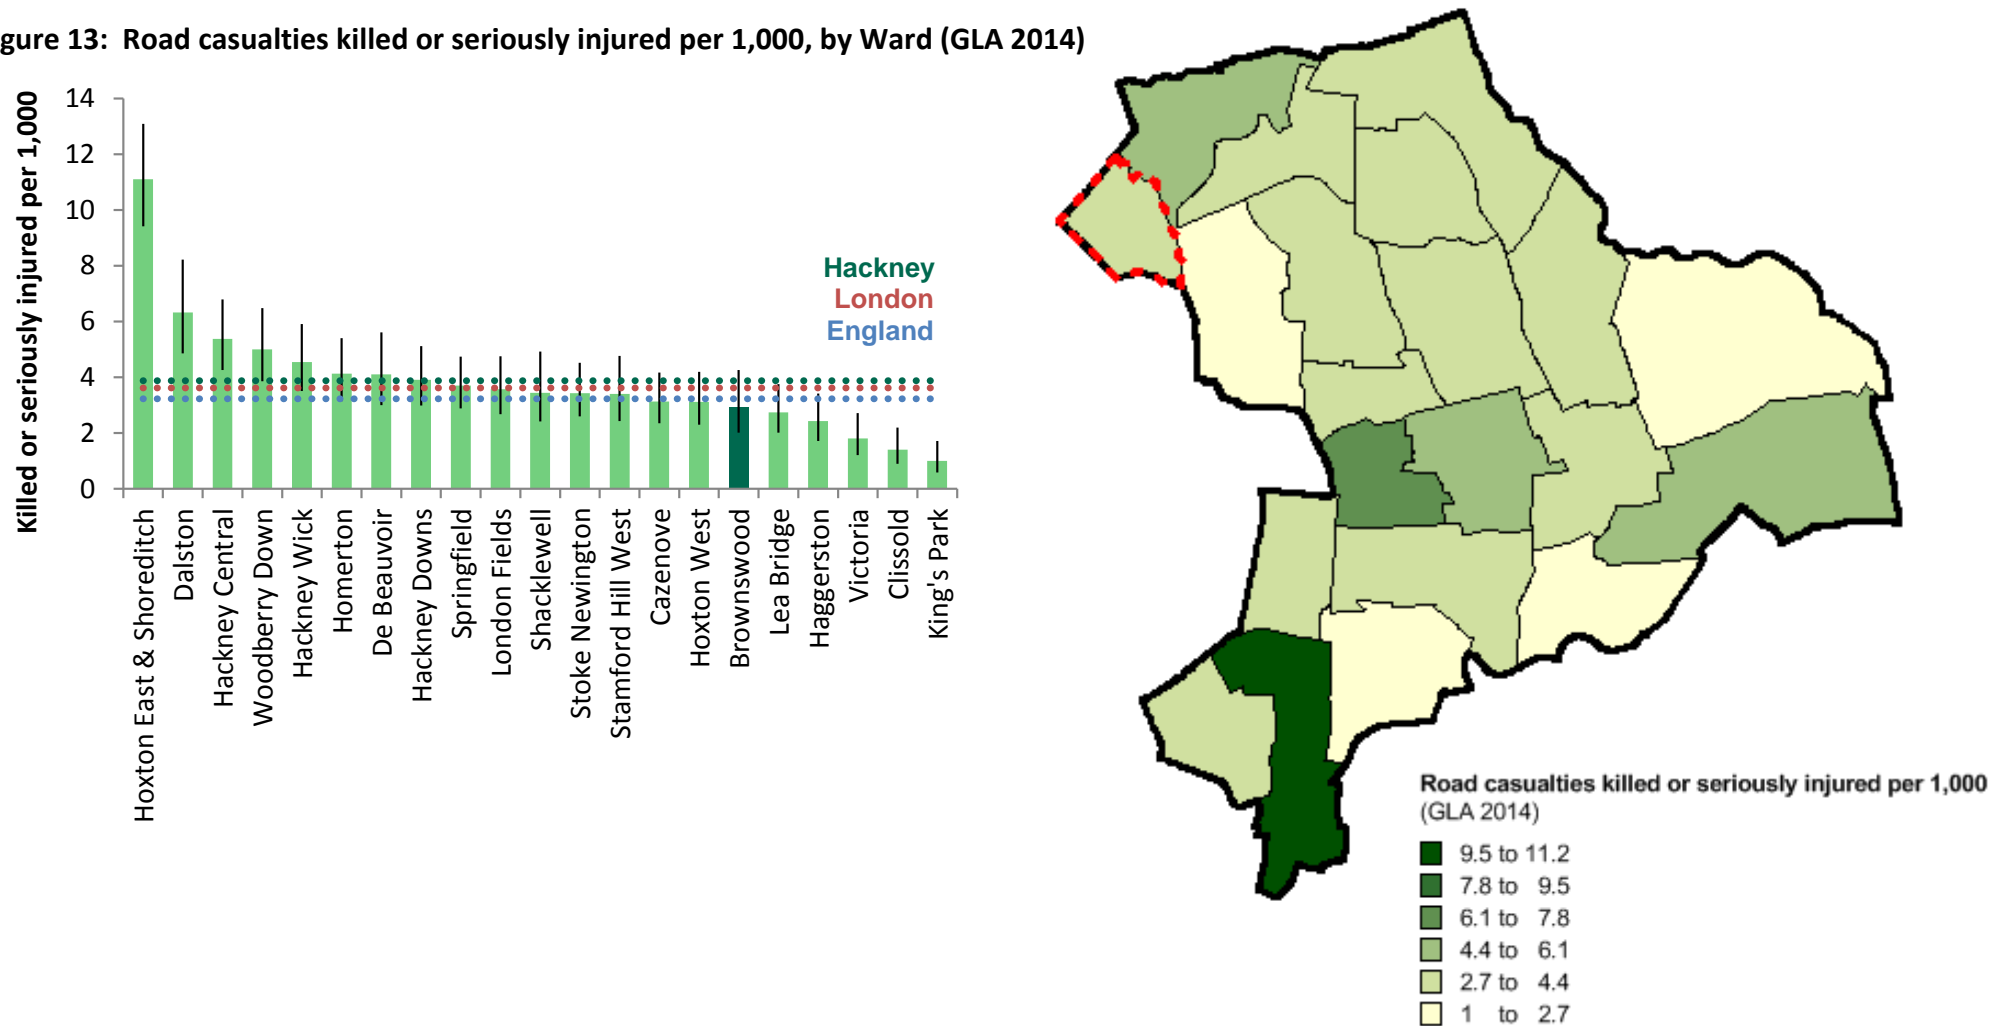 gure 13:  Road casualties killed or seriously injured per 1,000, by Ward (GLA 2014)
Killed or seriously injured per 1,000
14
12
10
8
6
4
2
0
Hackney
London
England
Hoxton East & Shoreditch
Dalston
Hackney Central
Woodberry Down
Hackney Wick
Homerton
De Beauvoir
Hackney Downs
Springfield
London Fields
Shacklewell
Stoke Newington
Stamford Hill West
Cazenove
Hoxton West
Brownswood
Lea Bridge
Haggerston
Victoria
Clissold
King's Park
Road casualties killed or seriously injured per 1,000
(GLA 2014)
9.5 to 11.2
7.8 to 9.5
6.1 to 7.8
4.4 to 6.1
2.7 to 4.4
1 to 2.7